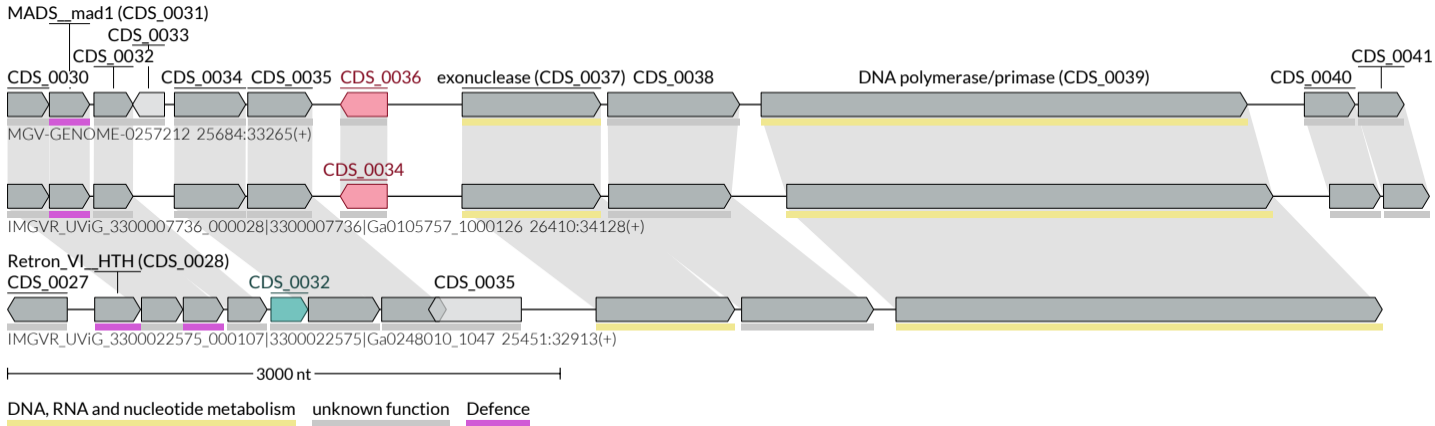 MADS__mad1 (CDS_0031)
CDS_0033
CDS_0032
CDS_0041
CDS_0030 CDS_0034 CDS_0035 CDS_0036 exonuclease (CDS_0037) CDS_0038 DNA polymerase/primase (CDS_0039) CDS_0040
MGV-GENOME-0257212 25684:33265(+)
CDS_0034
IMGVR_UViG_3300007736_000028|3300007736|Ga0105757_1000126 26410:34128(+)
Retron_VI__HTH (CDS_0028)
CDS_0027 CDS_0032 CDS_0035
IMGVR_UViG_3300022575_000107|3300022575|Ga0248010_1047 25451:32913(+)
3000 nt
DNA, RNA and nucleotide metabolism unknown function Defence